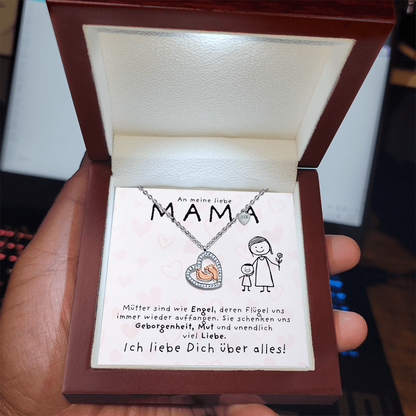 An meine liebe
MAMA
Mütter sind wie Engel, deren Flügel uns
immer wieder auffangen. Sie schenken uns
Geborgenheit, Mut und unendlich
viel Liebe.
Ich liebe Dich über alles!